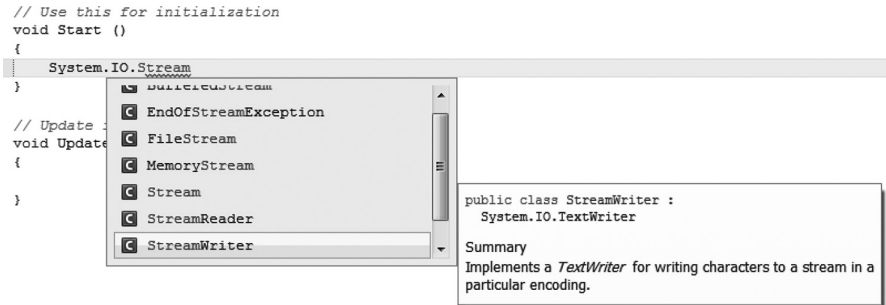 // Use this for initialization
void Start ()
{
System.IO.Stream
}
BufferedStream
EndOfStreamException
// Update i
FileStream
void Update
{
MemoryStream
Stream
}
StreamReader
StreamWriter
public class StreamWriter :
System.IO.TextWriter
Summary
Implements a TextWriter for writing characters to a stream in a
particular encoding.